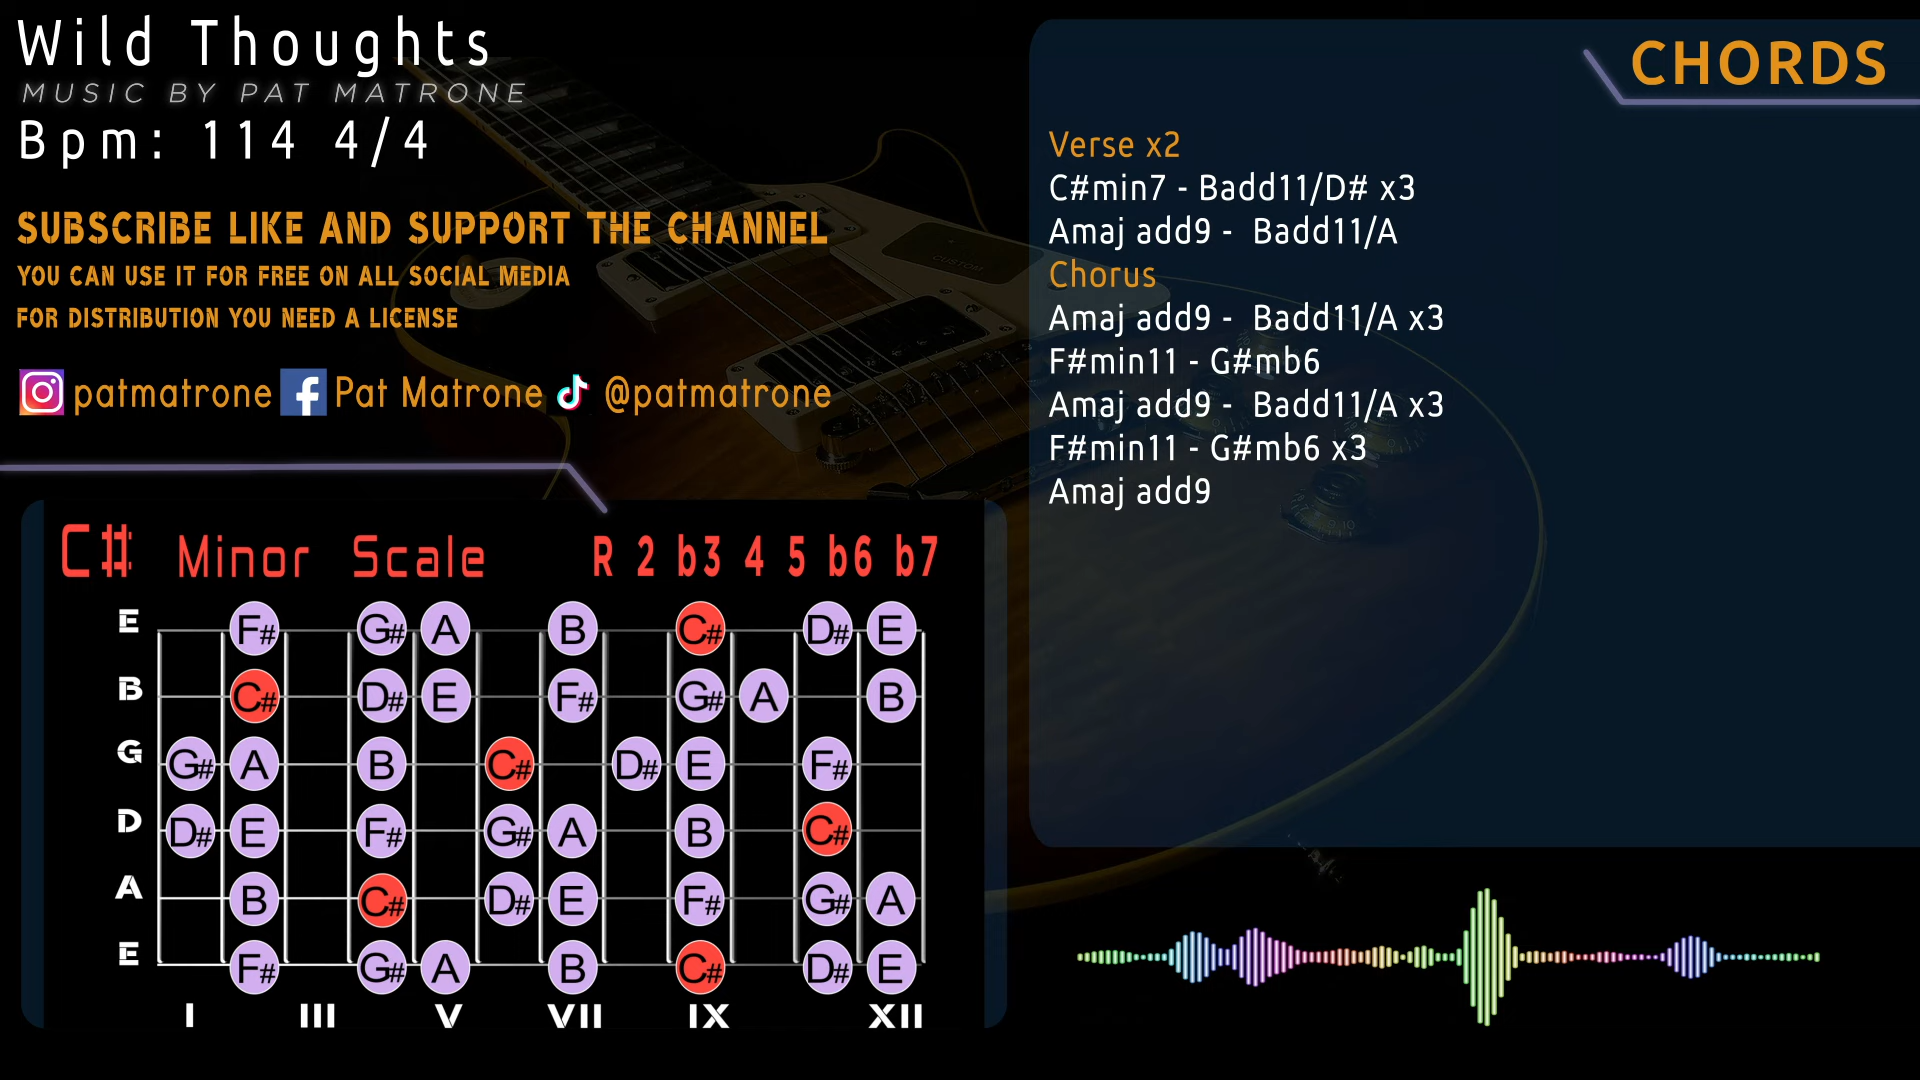 Wild Thoughts
MUSIC BY PAT MATRONE
Bpm: 114 4/4
SUBSCRIBE LIKE AND SUPPORT THE CHANNEL
YOU CAN USE IT FOR FREE ON ALL SOCIAL MEDIA
FOR DISTRIBUTION YOU NEED A LICENSE
patmatrone Pat Matrone @patmatrone
CHORDS
Verse x2
C#min7 - Badd11/D# x3
Amaj add9 - Badd11/A
Chorus
Amaj add9 - Badd11/A x3
F#min11 - G#mb6
Amaj add9 - Badd11/A x3
F#min11 - G#mb6 x3
Amaj add9
CUSTOM
C# Minor Scale R 2 b3 4 5 b6 b7
E F# G# A B C# D# E
B C# D# E F# G# A B
G G# A B C# D# E F#
D D# E F# G# A B C#
A B C# D# E F# G# A
E F# G# A B C# D# E
I III V VII IX XII